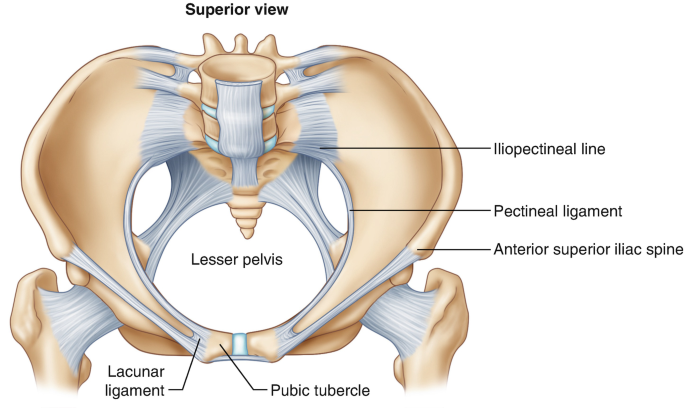 Superior view
Iliopectineal line
Pectineal ligament
Anterior superior iliac spine
Lesser pelvis
Lacunar
ligament
Pubic tubercle